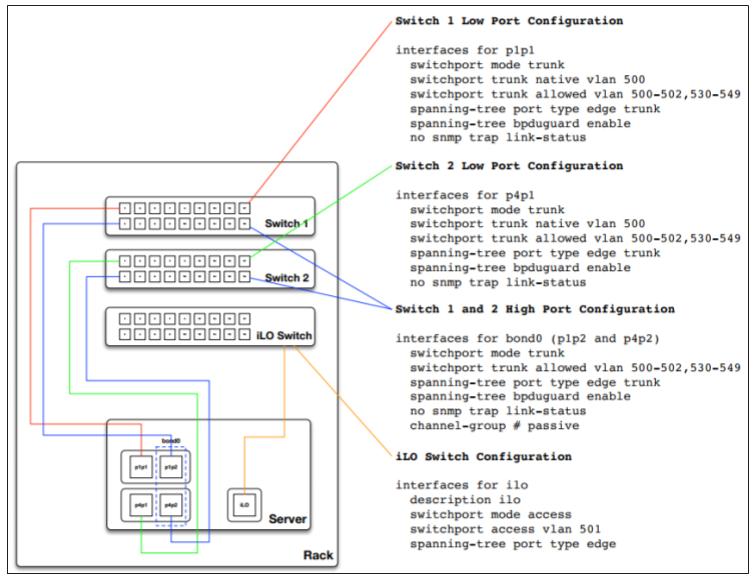 Switch 1 Low Port Configuration
interfaces for p1p1
switchport mode trunk
switchport trunk native vlan 500
switchport trunk allowed vlan 500-502,530-549
spanning-tree port type edge trunk
spanning-tree bpduguard enable
no snmp trap link-status
Switch 2 Low Port Configuration
interfaces for p4p1
switchport mode trunk
switchport trunk native vlan 500
switchport trunk allowed vlan 500-502,530-549
spanning-tree port type edge trunk
spanning-tree bpduguard enable
no snmp trap link-status
Switch 1 and 2 High Port Configuration
interfaces for bond0 (p1p2 and p4p2)
switchport mode trunk
switchport trunk allowed vlan 500-502,530-549
spanning-tree port type edge trunk
spanning-tree bpduguard enable
no snmp trap link-status
channel-group # passive
iLO Switch Configuration
interfaces for ilo
description ilo
switchport mode access
switchport access vlan 501
spanning-tree port type edge
Switch 1
Switch 2
iLO Switch
bond0
p1p1 p1p2
p4p1 p4p2
iLO
Server
Rack